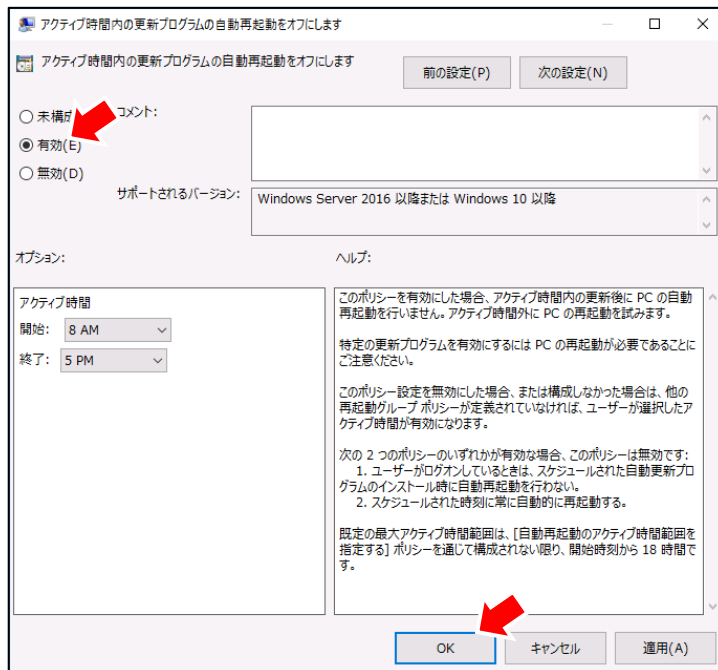 アクティブ時間内の更新プログラムの自動再起動をオフにします
アクティブ時間内の更新プログラムの自動再起動をオフにします
前の設定(P)
次の設定(N)
未構成
コメント:
有効(E)
無効(D)
サポートされるバージョン:
Windows Server 2016 以降または Windows 10 以降
オプション:
ヘルプ:
アクティブ時間
開始: 8 AM
終了: 5 PM
このポリシーを有効にした場合、アクティブ時間内の更新後に PC の自動
再起動を行いません。アクティブ時間外に PC の再起動を試みます。
特定の更新プログラムを有効にするには PC の再起動が必要であることに
ご注意ください。
このポリシー設定を無効にした場合、または構成しなかった場合は、他の
再起動グループ ポリシーが定義されていなければ、ユーザーが選択したア
クティブ時間が有効になります。
次の 2 つのポリシーのいずれかが有効な場合、このポリシーは無効です:
1. ユーザーがログオンしているときは、スケジュールされた自動更新プロ
グラムのインストール時に自動再起動を行わない。
2. スケジュールされた時刻に常に自動的に再起動する。
既定の最大アクティブ時間範囲は、[自動再起動のアクティブ時間範囲を
指定する] ポリシーを通じて構成されない限り、開始時刻から 18 時間で
す。
OK
キャンセル
適用(A)